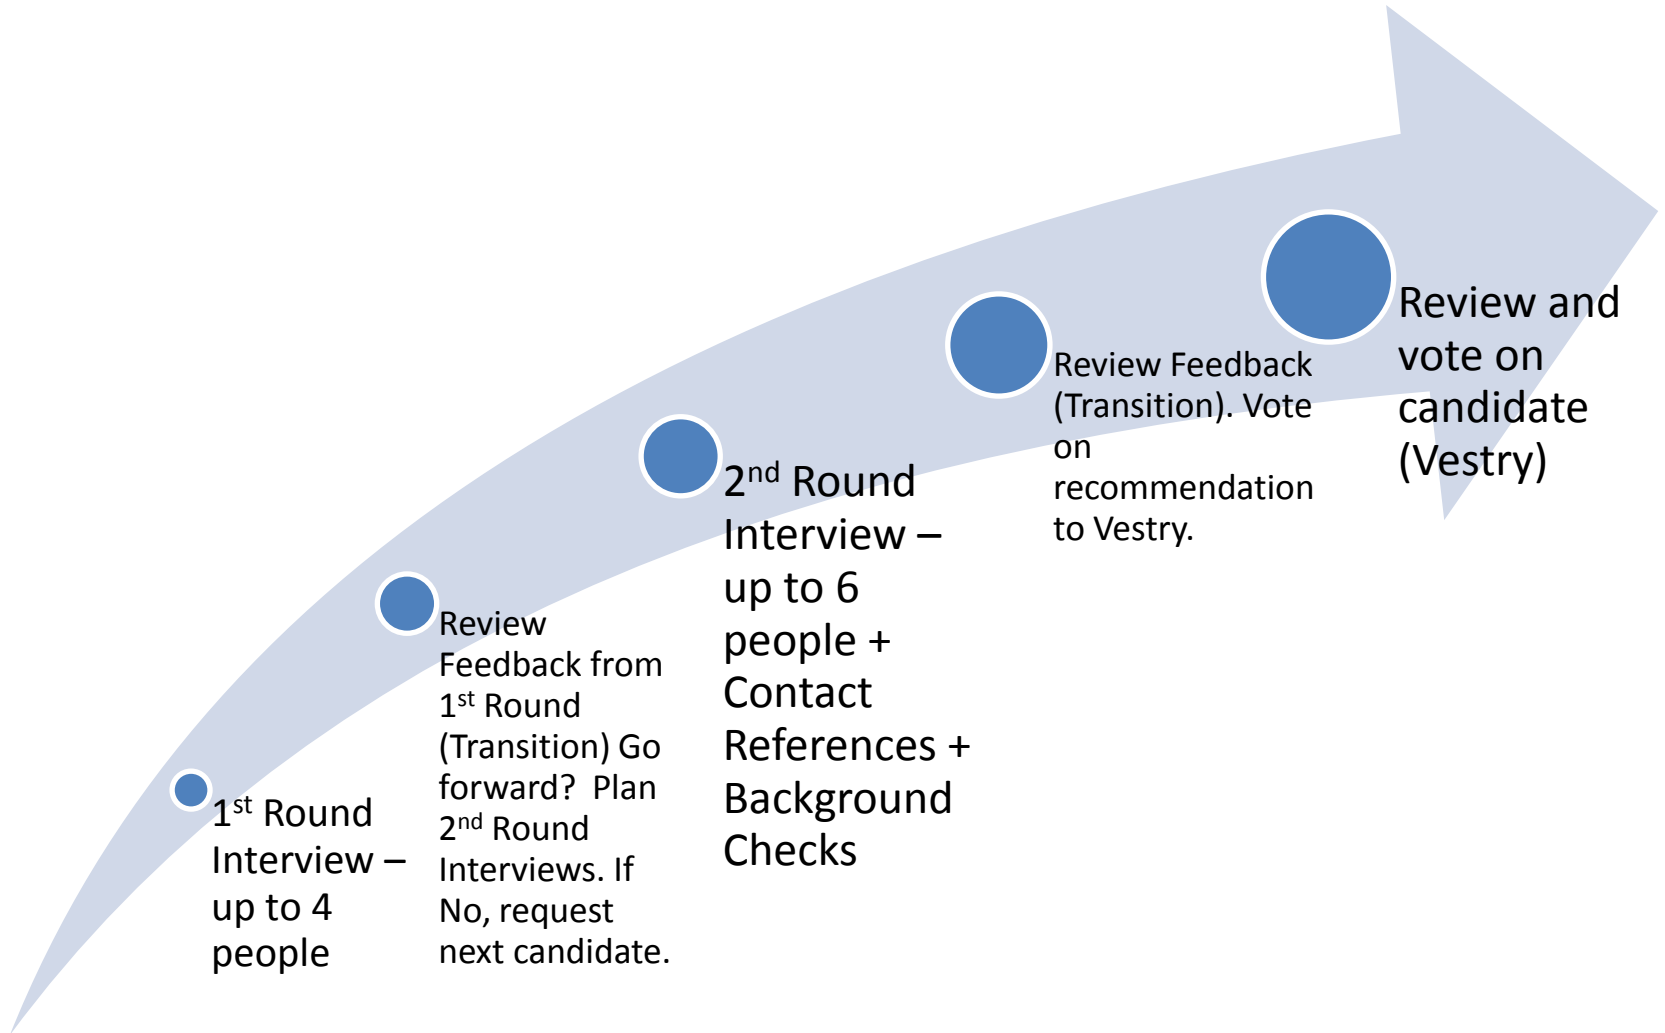 1st Round
Interview –
up to 4
people
Review
Feedback from
1st Round
(Transition) Go
forward?  Plan
2nd Round
Interviews. If
No, request
next candidate.
2nd Round
Interview –
up to 6
people +
Contact
References +
Background
Checks
Review Feedback
(Transition). Vote
on
recommendation
to Vestry.
Review and
vote on
candidate
(Vestry)